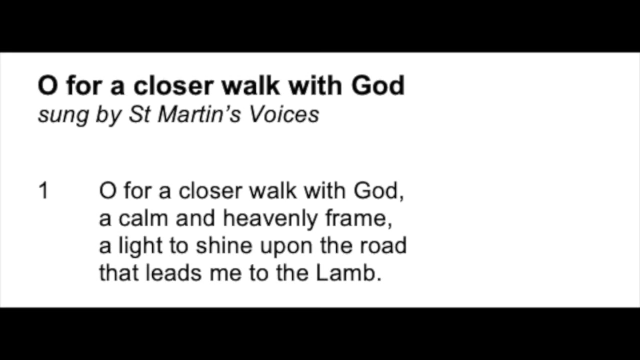 O for a closer walk with God
sung by St Martin's Voices
1 O for a closer walk with God,
a calm and heavenly frame,
a light to shine upon the road
that leads me to the Lamb.